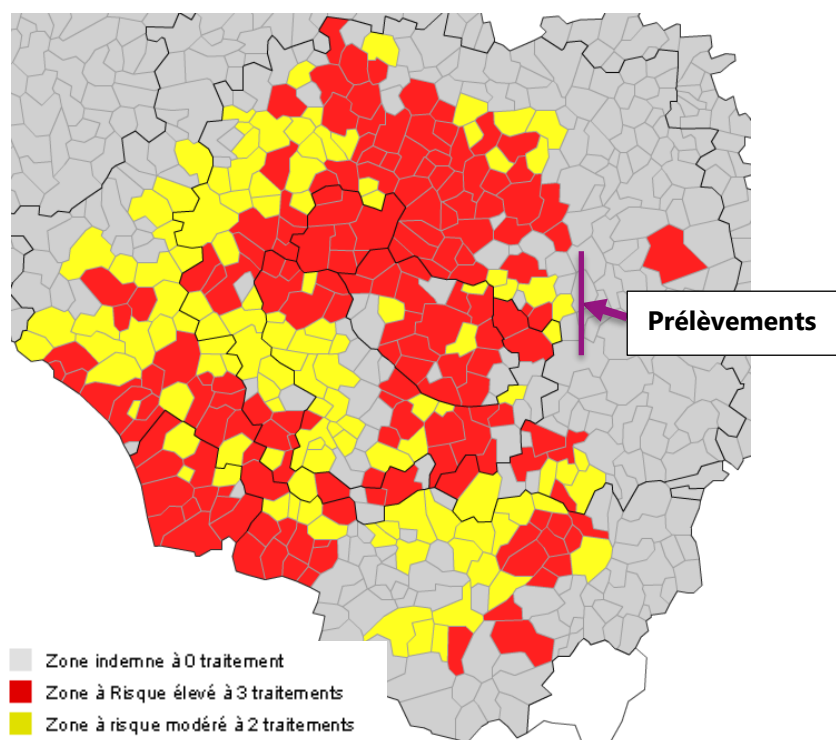 Prélèvements
Zone indemne à 0 traitement
Zone à Risque élevé à 3 traitements
Zone à risque modéré à 2 traitements